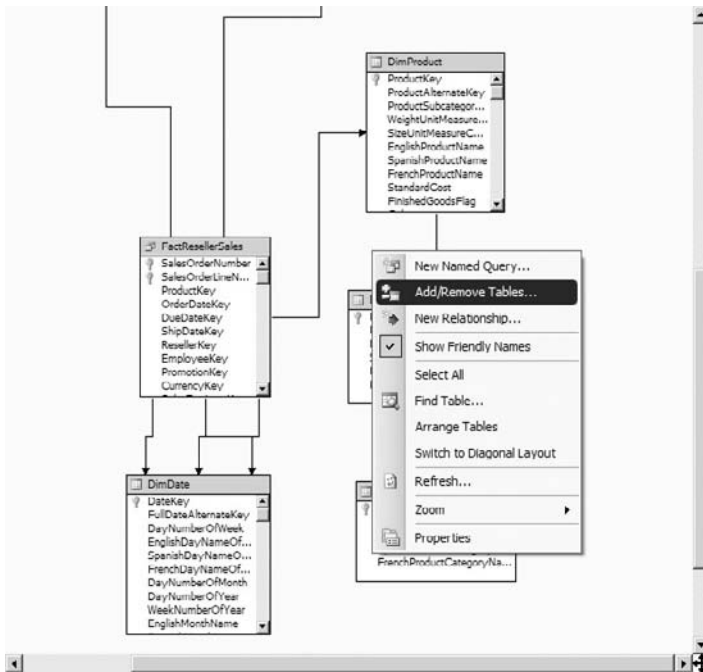 DimProduct
ProductKey
ProductAlternateKey
ProductSubcategor...
WeightUnitMeasure...
SizeUnitMeasureC...
EnglishProductName
SpanishProductName
FrenchProductName
StandardCost
FinishedGoodsFlag
FactResellerSales
SalesOrderNumber
SalesOrderLineN...
ProductKey
OrderDateKey
DueDateKey
ShipDateKey
ResellerKey
EmployeeKey
PromotionKey
CurrencyKey
New Named Query...
Add/Remove Tables...
New Relationship...
Show Friendly Names
Select All
Find Table...
Arrange Tables
Switch to Diagonal Layout
Refresh...
Zoom
Properties
FrenchProductCategoryNa...
DimDate
DateKey
FullDateAlternateKey
DayNumberOfWeek
EnglishDayNameOf...
SpanishDayNameO...
FrenchDayNameOf...
DayNumberOfMonth
DayNumberOfYear
WeekNumberOfYear
EnglishMonthName